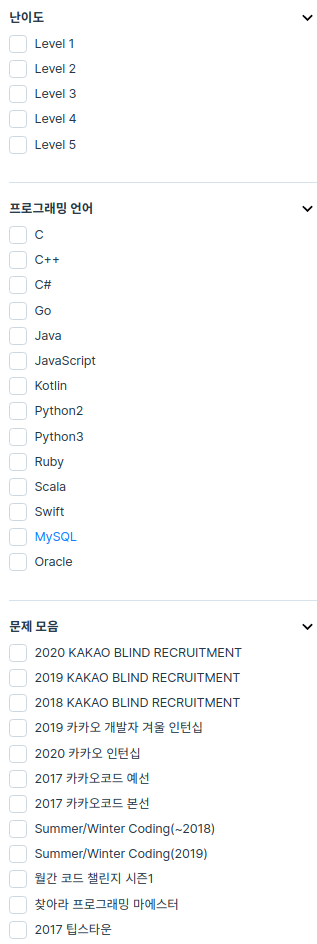 난이도
Level 1
Level 2
Level 3
Level 4
Level 5
프로그래밍 언어
C
C++
C#
Go
Java
JavaScript
Kotlin
Python2
Python3
Ruby
Scala
Swift
MySQL
Oracle
문제 모음
2020 KAKAO BLIND RECRUITMENT
2019 KAKAO BLIND RECRUITMENT
2018 KAKAO BLIND RECRUITMENT
2019 카카오 개발자 겨울 인턴십
2020 카카오 인턴십
2017 카카오코드 예선
2017 카카오코드 본선
Summer/Winter Coding(~2018)
Summer/Winter Coding(2019)
월간 코드 챌린지 시즌1
찾아라 프로그래밍 마에스터
2017 팁스타운